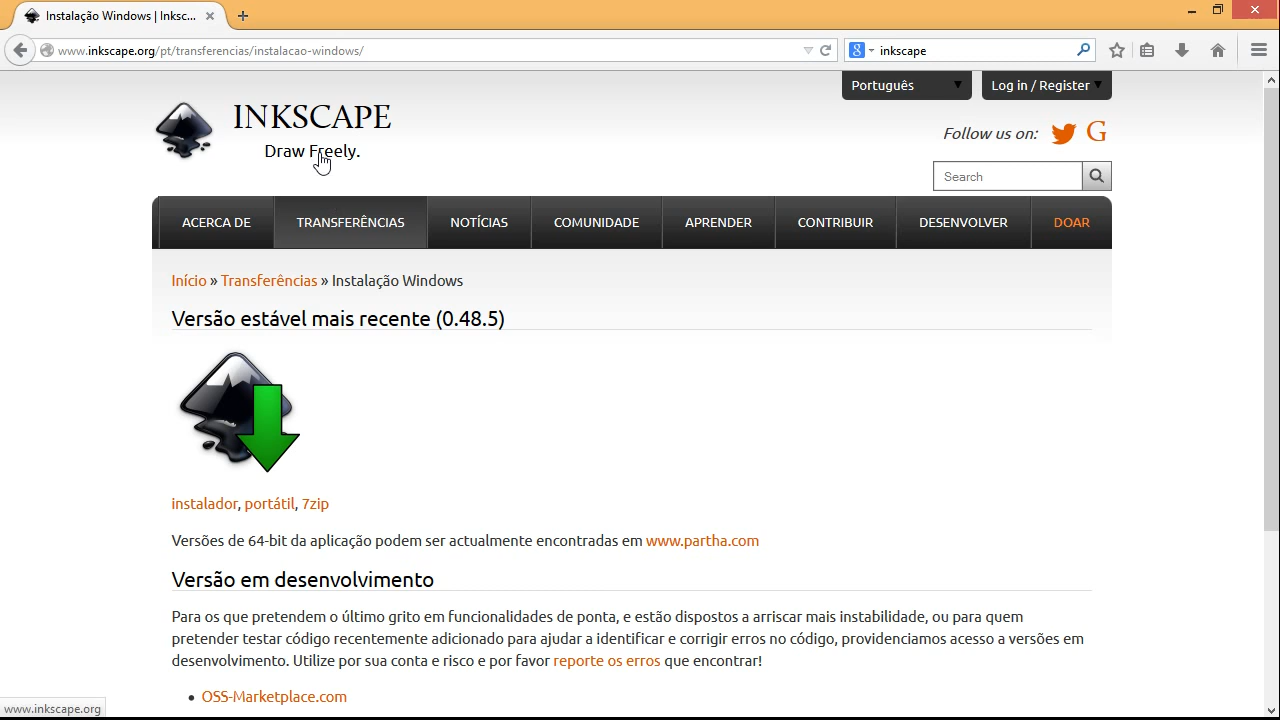 Instalação Windows | Inksc...
www.inkscape.org/pt/transferencias/instalacao-windows/
inkscape
Português
Log in / Register
INKSCAPE
Draw Freely.
Follow us on:
Search
ACERCA DE
TRANSFERÊNCIAS
NOTÍCIAS
COMUNIDADE
APRENDER
CONTRIBUIR
DESENVOLVER
DOAR
Início » Transferências » Instalação Windows
Versão estável mais recente (0.48.5)
instalador, portátil, 7zip
Versões de 64-bit da aplicação podem ser actualmente encontradas em www.partha.com
Versão em desenvolvimento
Para os que pretendem o último grito em funcionalidades de ponta, e estão dispostos a arriscar mais instabilidade, ou para quem
pretender testar código recentemente adicionado para ajudar a identificar e corrigir erros no código, providenciamos acesso a versões em
desenvolvimento. Utilize por sua conta e risco e por favor reporte os erros que encontrar!
• OSS-Marketplace.com
www.inkscape.org